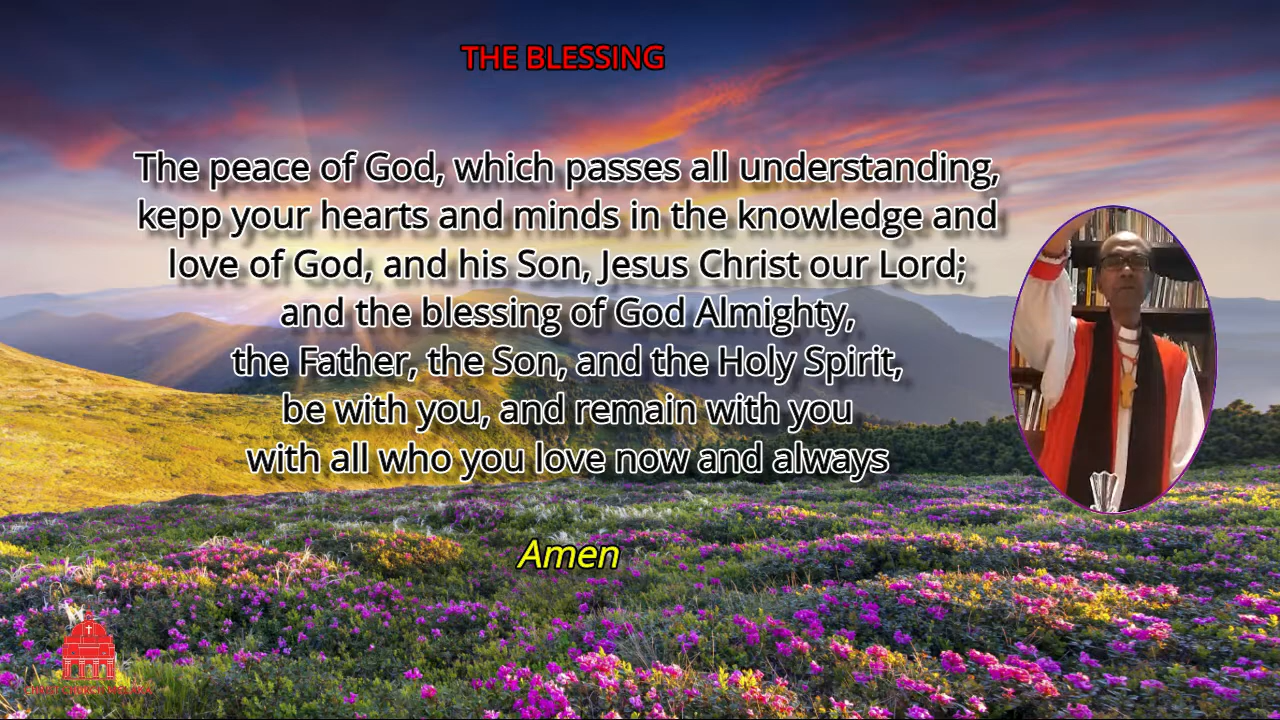 THE BLESSING
The peace of God, which passes all understanding,
kepp your hearts and minds in the knowledge and
love of God, and his Son, Jesus Christ our Lord;
and the blessing of God Almighty,
the Father, the Son, and the Holy Spirit,
be with you, and remain with you
with all who you love now and always
Amen
CHRIST CHURCH